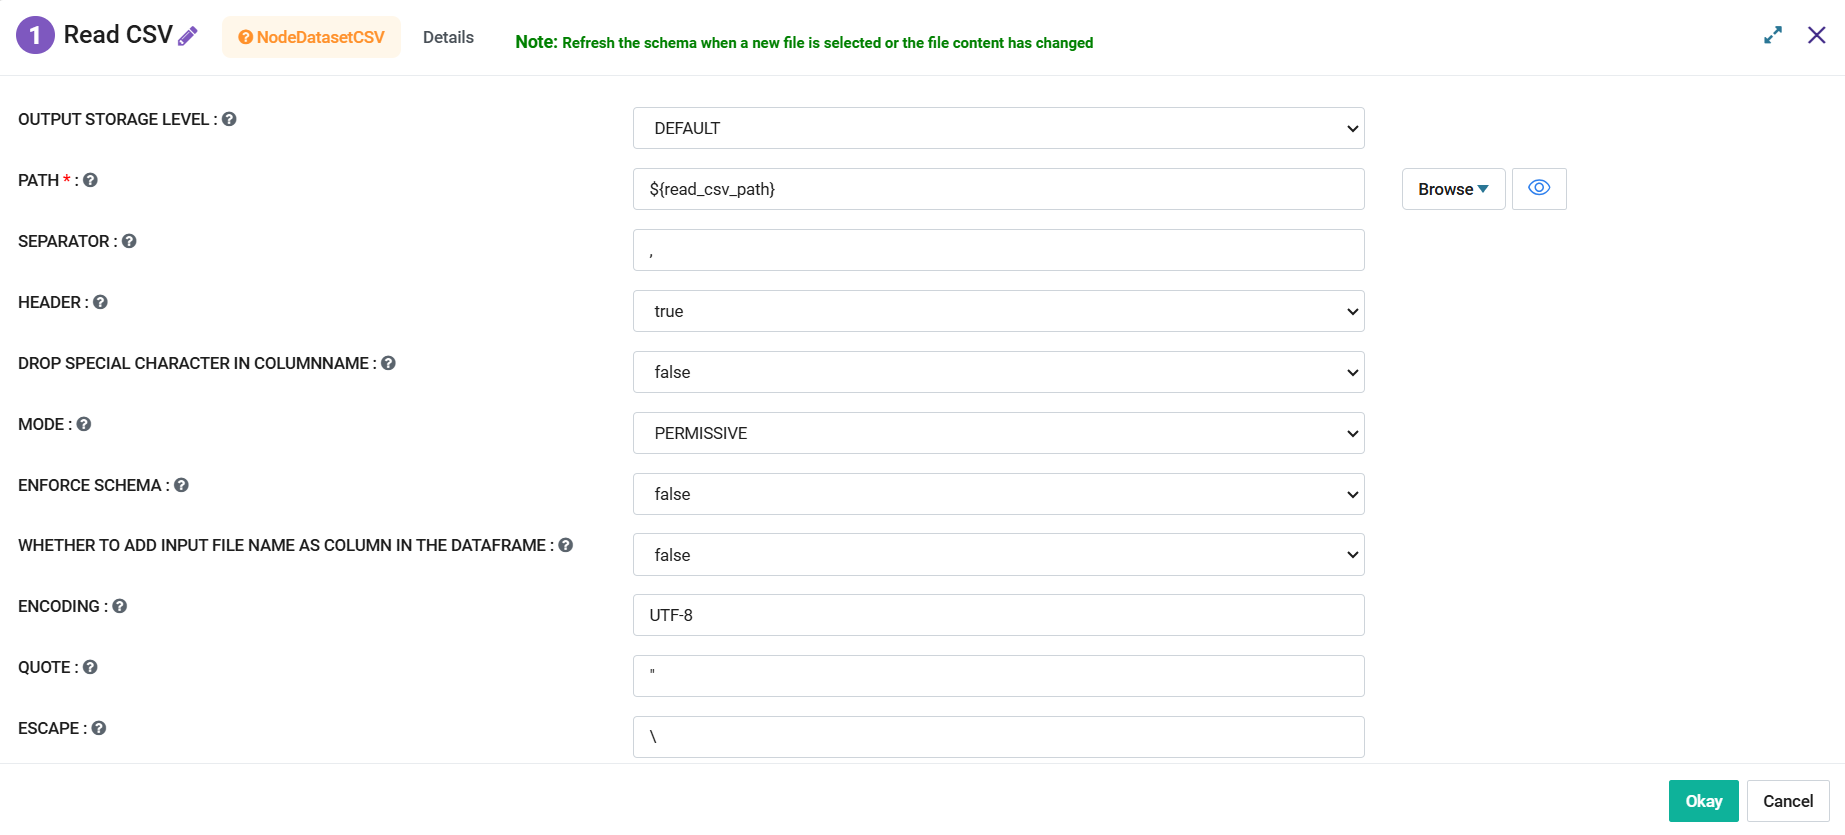 1 Read CSV NodeDatasetCSV Details Note: Refresh the schema when a new file is selected or the file content has changed
OUTPUT STORAGE LEVEL : DEFAULT
PATH * : ${read_csv_path} Browse
SEPARATOR : ,
HEADER : true
DROP SPECIAL CHARACTER IN COLUMNNAME : false
MODE : PERMISSIVE
ENFORCE SCHEMA : false
WHETHER TO ADD INPUT FILE NAME AS COLUMN IN THE DATAFRAME : false
ENCODING : UTF-8
QUOTE : "
ESCAPE : \
Okay Cancel